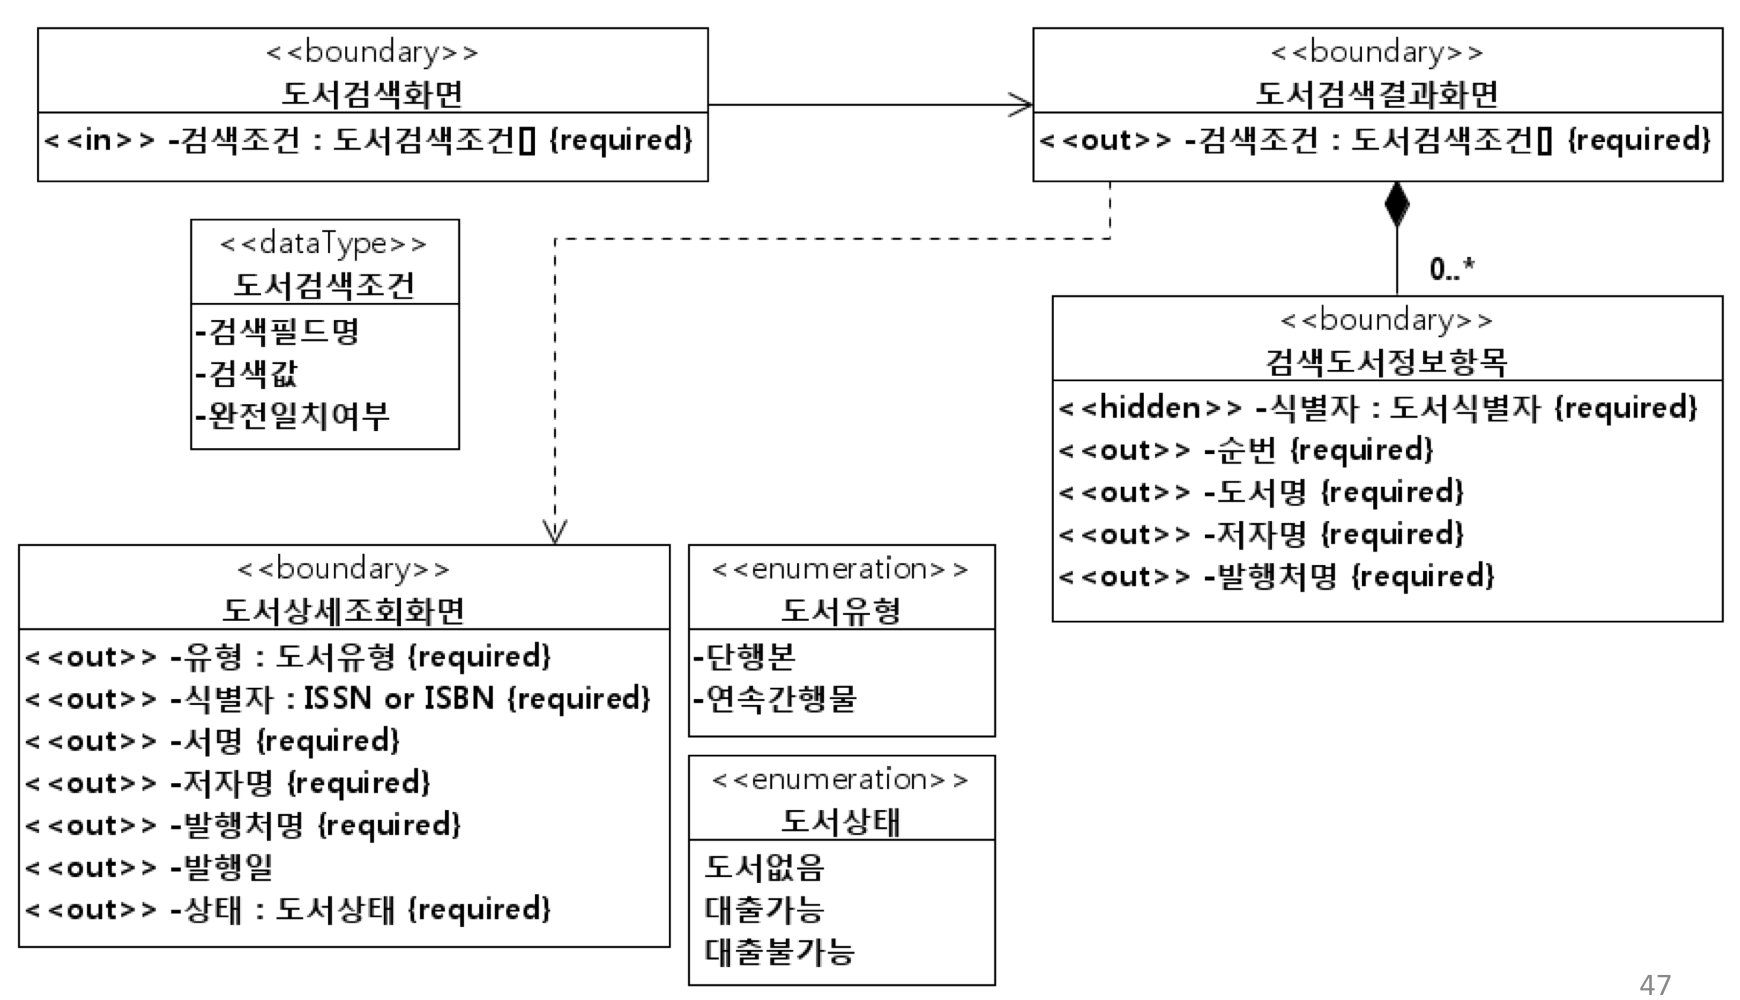 <<boundary>>
도서검색화면
<<in>> -검색조건 : 도서검색조건[] {required}
<<boundary>>
도서검색결과화면
<<out>> -검색조건 : 도서검색조건[] {required}
<<dataType>>
도서검색조건
-검색필드명
-검색값
-완전일치여부
0..*
<<boundary>>
검색도서정보항목
<<hidden>> -식별자 : 도서식별자 {required}
<<out>> -순번 {required}
<<out>> -도서명 {required}
<<out>> -저자명 {required}
<<out>> -발행처명 {required}
<<boundary>>
도서상세조회화면
<<out>> -유형 : 도서유형 {required}
<<out>> -식별자 : ISSN or ISBN {required}
<<out>> -서명 {required}
<<out>> -저자명 {required}
<<out>> -발행처명 {required}
<<out>> -발행일
<<out>> -상태 : 도서상태 {required}
<<enumeration>>
도서유형
-단행본
-연속간행물
<<enumeration>>
도서상태
도서없음
대출가능
대출불가능
47